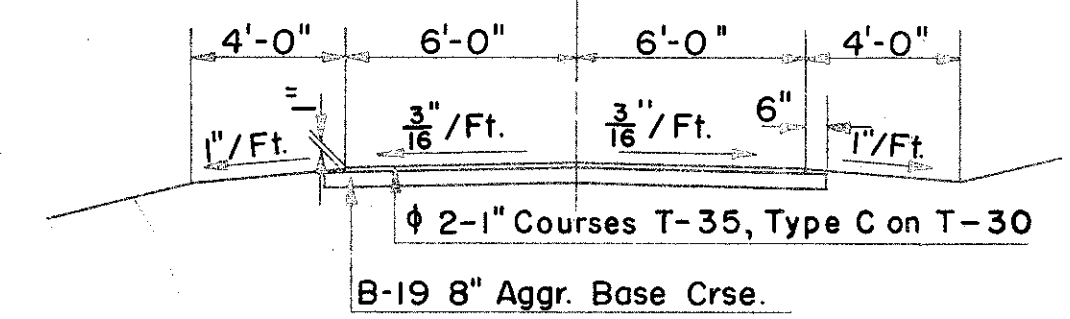 4'-0" 6'-0" 6'-0" 4'-0"
1"/Ft. 3/16"/Ft. 3/16"/Ft. 6" 1"/Ft.
ϕ 2-1" Courses T-35, Type C on T-30
B-19 8" Aggr. Base Crse.